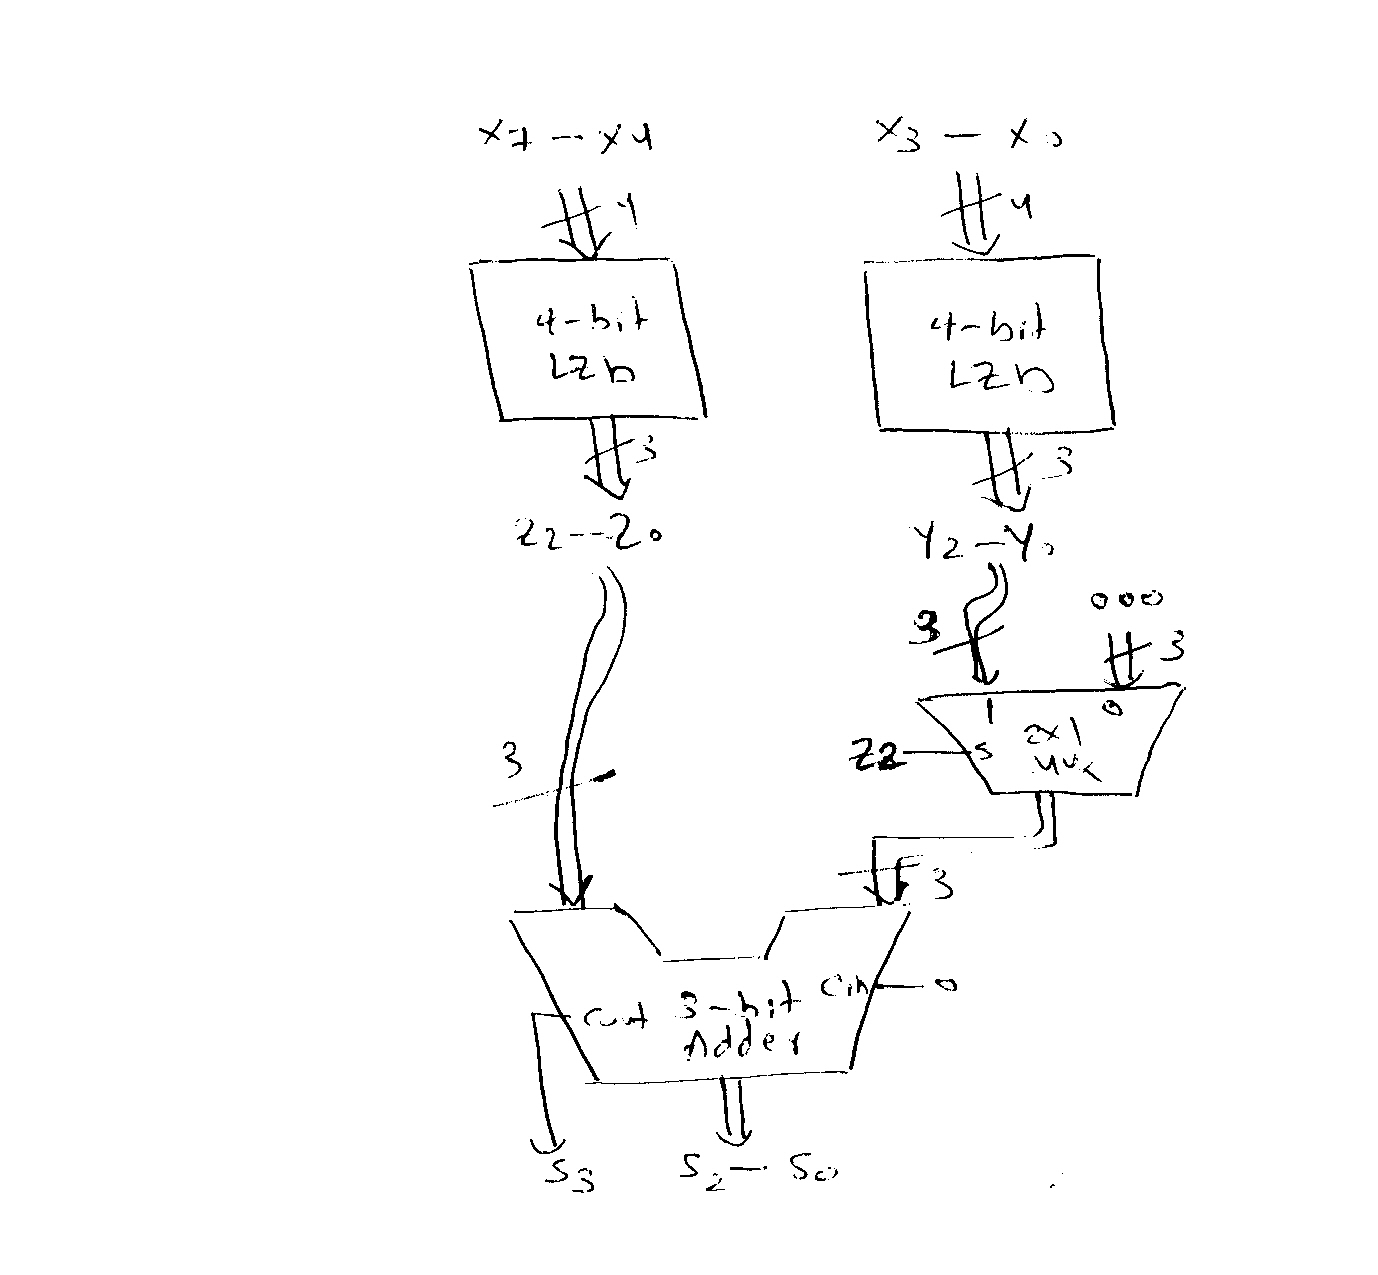 X7 -- X4
X3 - X0
4
4
4-bit
LZD
4-bit
LZD
3
3
Z2--Z0
Y2-Y0
3
000
3
1
0
Z2
S
2x1
Mux
3
3
Cin
0
Cout
3-bit
Adder
S3
S2- S0